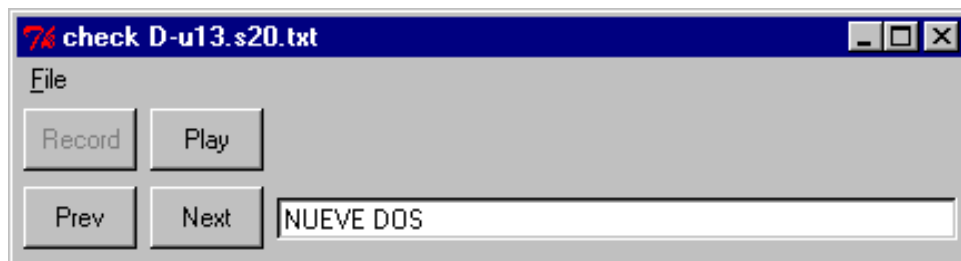 check D-u13.s20.txt
File
Record Play
Prev Next NUEVE DOS